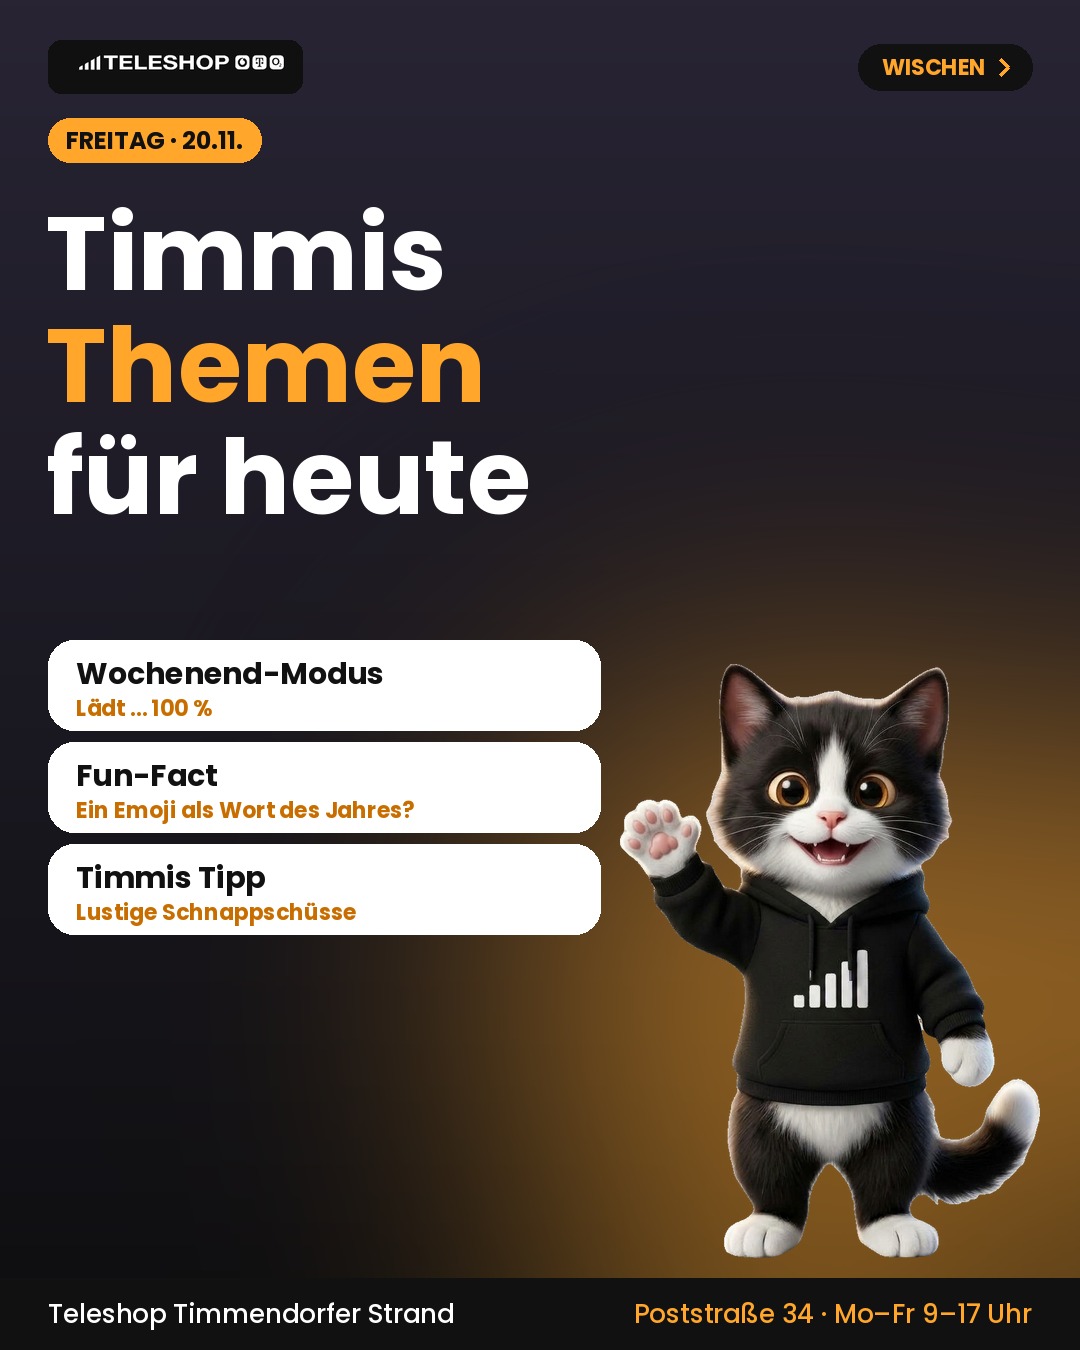 TELESHOP
WISCHEN
FREITAG · 20.11.
Timmis
Themen
für heute
Wochenend-Modus
Lädt ... 100 %
Fun-Fact
Ein Emoji als Wort des Jahres?
Timmis Tipp
Lustige Schnappschüsse
Teleshop Timmendorfer Strand
Poststraße 34 · Mo–Fr 9–17 Uhr